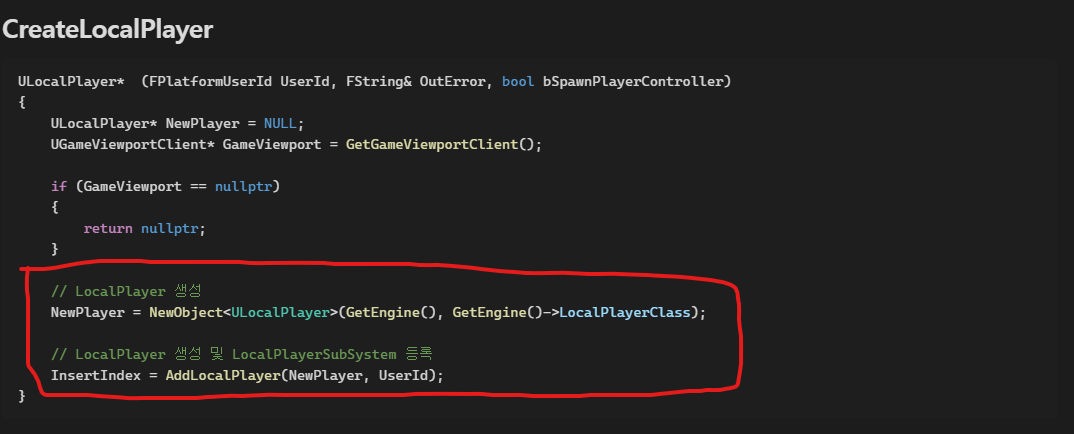 CreateLocalPlayer
ULocalPlayer*  (FPlatformUserId UserId, FString& OutError, bool bSpawnPlayerController)
{
    ULocalPlayer* NewPlayer = NULL;
    UGameViewportClient* GameViewport = GetGameViewportClient();
    if (GameViewport == nullptr)
    {
        return nullptr;
    }
    // LocalPlayer 생성
    NewPlayer = NewObject<ULocalPlayer>(GetEngine(), GetEngine()->LocalPlayerClass);
    // LocalPlayer 생성 및 LocalPlayerSubSystem 등록
    InsertIndex = AddLocalPlayer(NewPlayer, UserId);
}